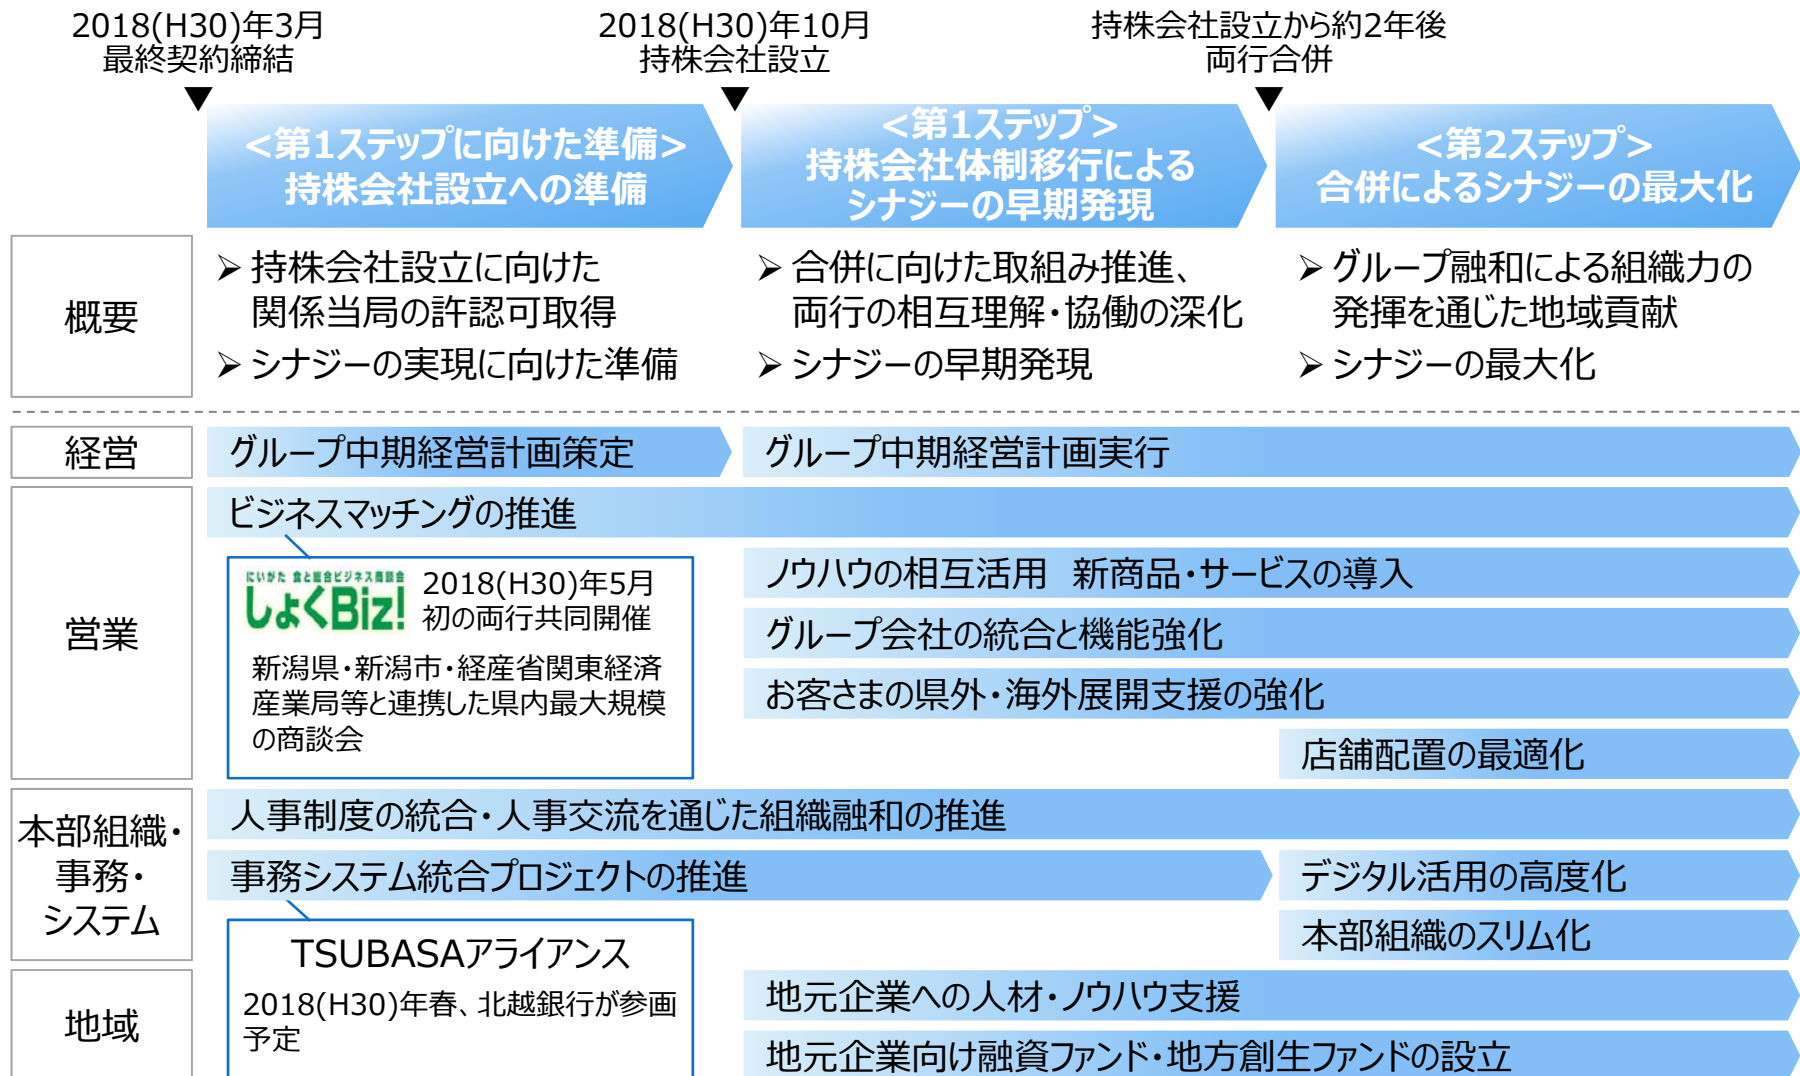 2018(H30)年3月
最終契約締結
2018(H30)年10月
持株会社設立
持株会社設立から約2年後
両行合併
<第1ステップに向けた準備>
持株会社設立への準備
<第1ステップ>
持株会社体制移行による
シナジーの早期発現
<第2ステップ>
合併によるシナジーの最大化
概要
➢ 持株会社設立に向けた
関係当局の許認可取得
➢ シナジーの実現に向けた準備
➢ 合併に向けた取組み推進、
両行の相互理解・協働の深化
➢ シナジーの早期発現
➢ グループ融和による組織力の
発揮を通じた地域貢献
➢ シナジーの最大化
経営
グループ中期経営計画策定
グループ中期経営計画実行
営業
ビジネスマッチングの推進
にいがた 食と総合ビジネス商談会
しょくBiz!
2018(H30)年5月
初の両行共同開催
新潟県・新潟市・経産省関東経済
産業局等と連携した県内最大規模
の商談会
ノウハウの相互活用 新商品・サービスの導入
グループ会社の統合と機能強化
お客さまの県外・海外展開支援の強化
店舗配置の最適化
本部組織・
事務・
システム
人事制度の統合・人事交流を通じた組織融和の推進
事務システム統合プロジェクトの推進
デジタル活用の高度化
本部組織のスリム化
TSUBASAアライアンス
2018(H30)年春、北越銀行が参画
予定
地域
地元企業への人材・ノウハウ支援
地元企業向け融資ファンド・地方創生ファンドの設立